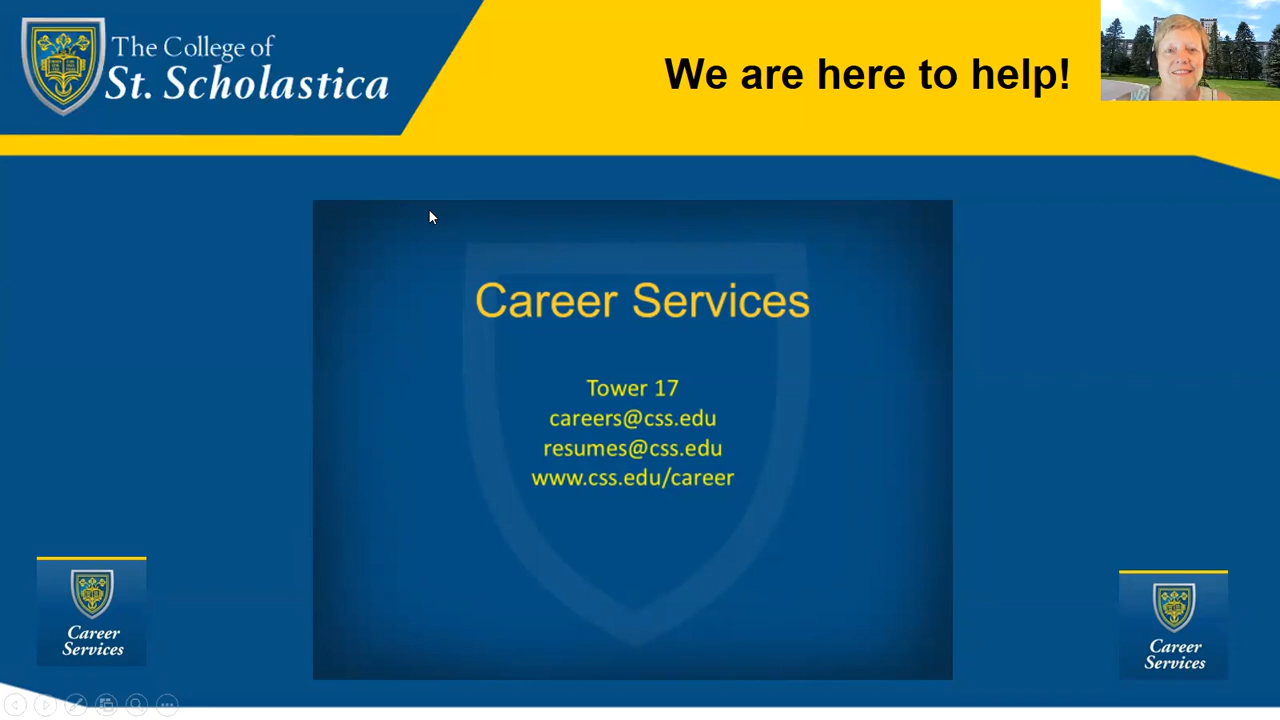 The College of
St. Scholastica
We are here to help!
Career Services
Tower 17
careers@css.edu
resumes@css.edu
www.css.edu/career
Career
Services
Career
Services